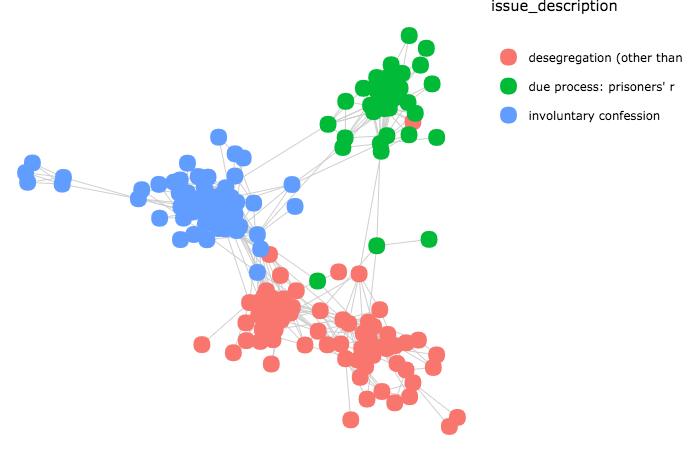 issue_description
desegregation (other than
due process: prisoners' r
involuntary confession